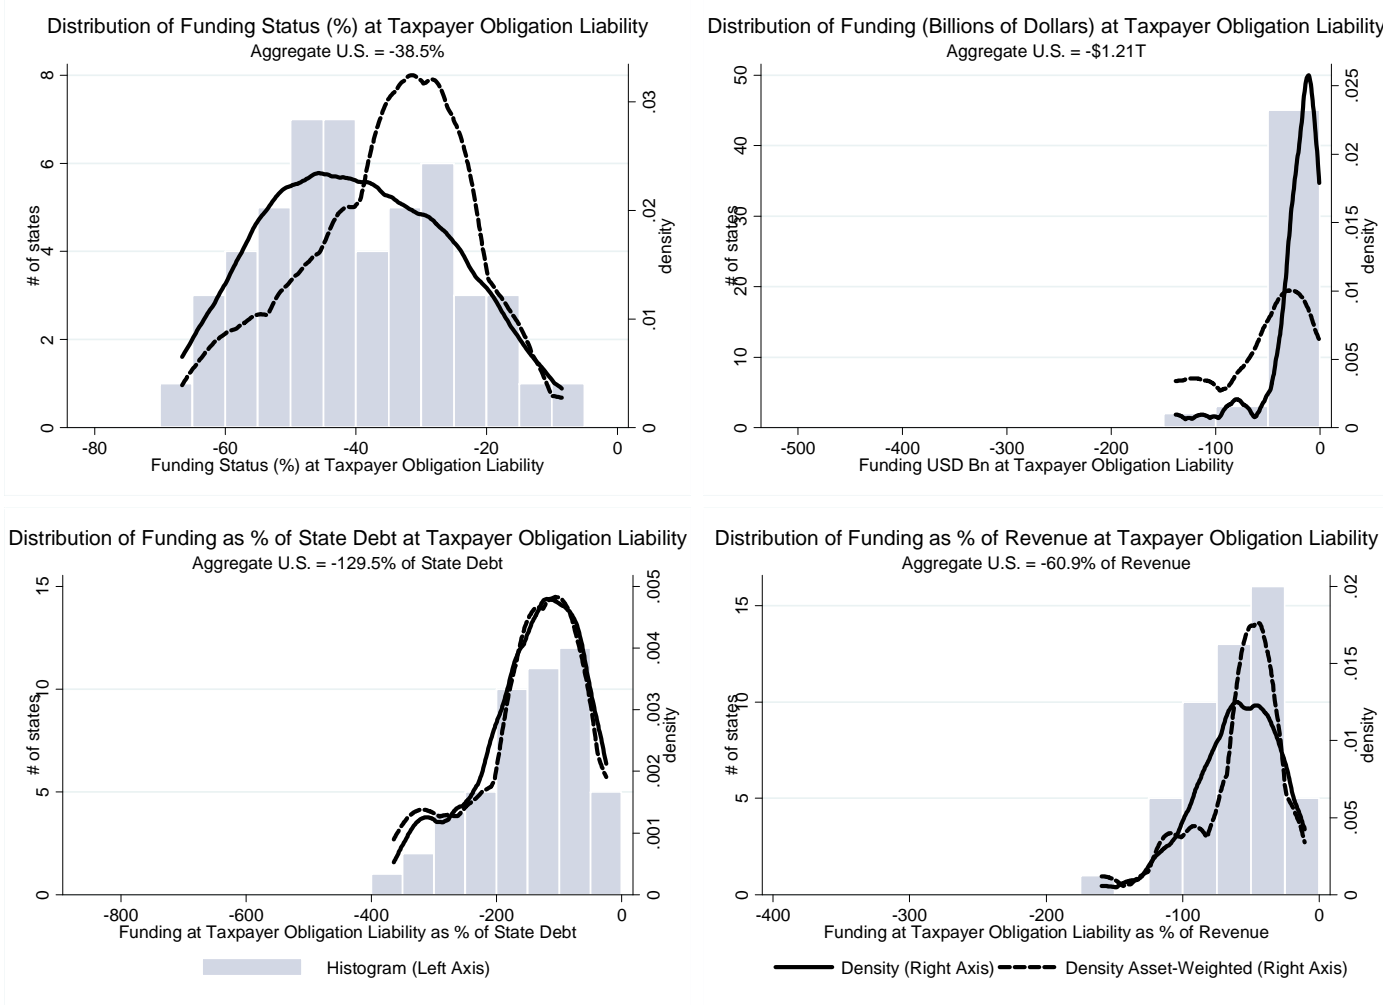 Distribution of Funding Status (%) at Taxpayer Obligation Liability
Aggregate U.S. = -38.5%
8
6
4
2
0
# of states
.03
.02
.01
0
density
-80 -60 -40 -20 0
Funding Status (%) at Taxpayer Obligation Liability
Distribution of Funding (Billions of Dollars) at Taxpayer Obligation Liability
Aggregate U.S. = -$1.21T
50
40
30
20
10
0
# of states
.025
.02
.015
.01
.005
0
density
-500 -400 -300 -200 -100 0
Funding USD Bn at Taxpayer Obligation Liability
Distribution of Funding as % of State Debt at Taxpayer Obligation Liability
Aggregate U.S. = -129.5% of State Debt
15
10
5
0
# of states
.005
.004
.003
.002
.001
0
density
-800 -600 -400 -200 0
Funding at Taxpayer Obligation Liability as % of State Debt
Distribution of Funding as % of Revenue at Taxpayer Obligation Liability
Aggregate U.S. = -60.9% of Revenue
15
10
5
0
# of states
.02
.015
.01
.005
0
density
-400 -300 -200 -100 0
Funding at Taxpayer Obligation Liability as % of Revenue
Histogram (Left Axis)
Density (Right Axis) Density Asset-Weighted (Right Axis)